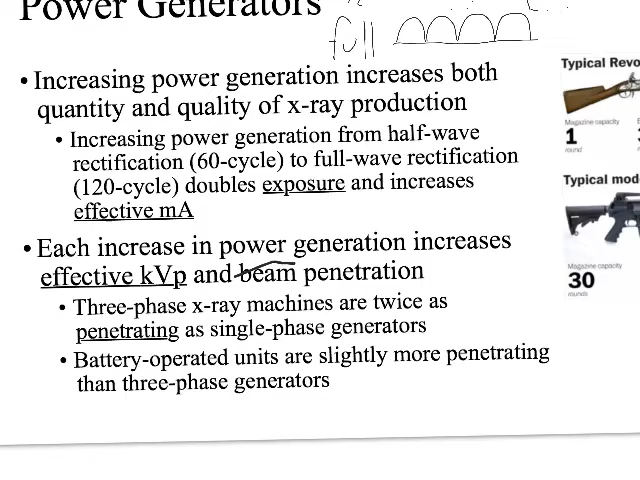 Power Generators
full
• Increasing power generation increases both
quantity and quality of x-ray production
• Increasing power generation from half-wave
rectification (60-cycle) to full-wave rectification
(120-cycle) doubles exposure and increases
effective mA
• Each increase in power generation increases
effective kVp and beam penetration
• Three-phase x-ray machines are twice as
penetrating as single-phase generators
• Battery-operated units are slightly more penetrating
than three-phase generators
Typical Revo
Magazine capacity
1
round
Typical mod
Magazine capacity
30
rounds